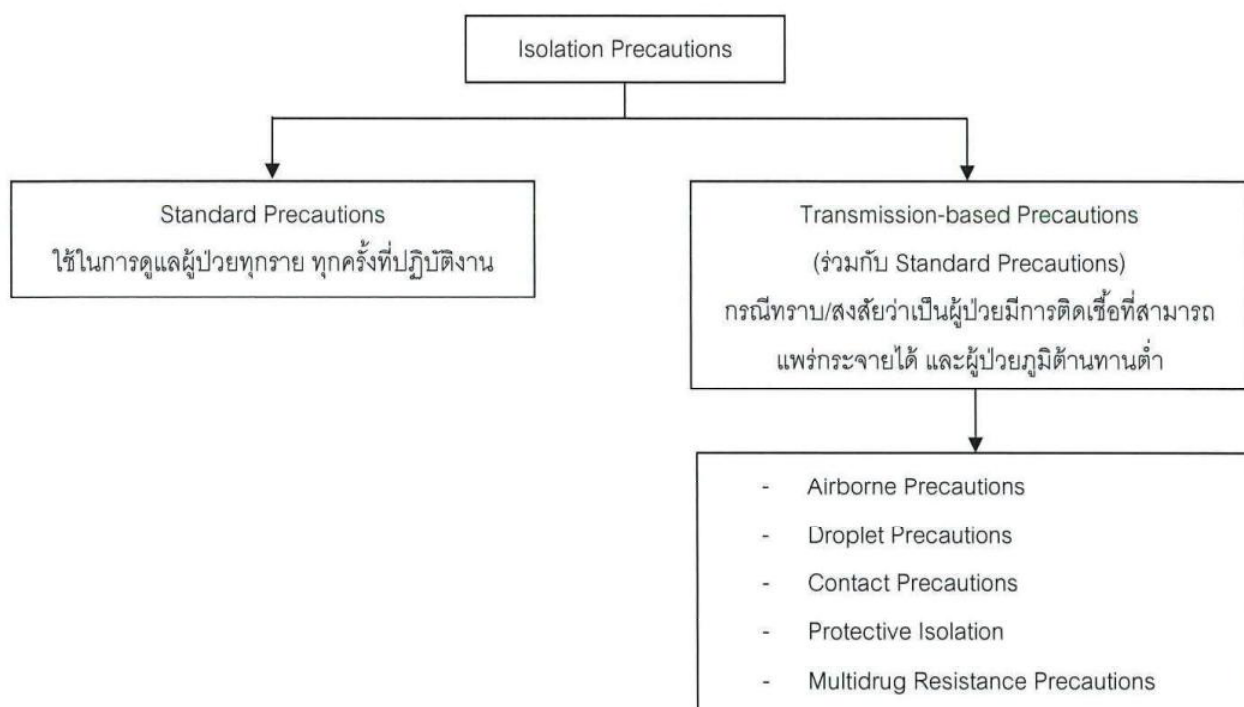 Isolation Precautions
Standard Precautions
ใช้ในการดูแลผู้ป่วยทุกราย ทุกครั้งที่ปฏิบัติงาน
Transmission-based Precautions
(ร่วมกับ Standard Precautions)
กรณีทราบ/สงสัยว่าเป็นผู้ป่วยมีการติดเชื้อที่สามารถ
แพร่กระจายได้ และผู้ป่วยภูมิต้านทานต่ำ
- Airborne Precautions
- Droplet Precautions
- Contact Precautions
- Protective Isolation
- Multidrug Resistance Precautions